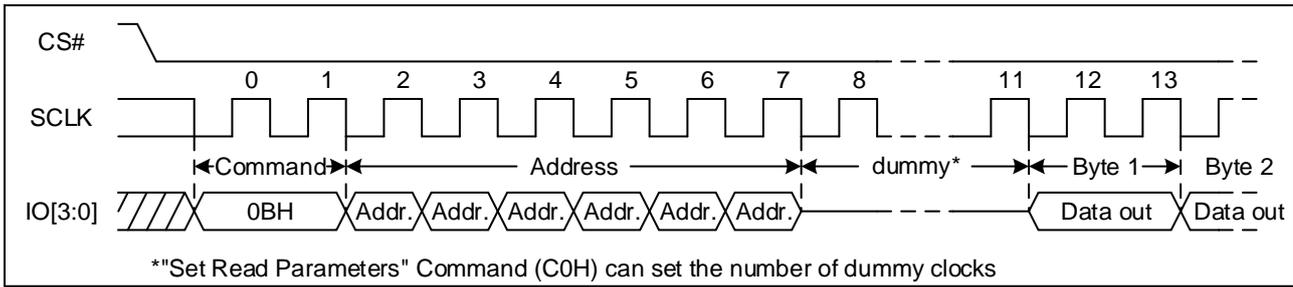 CS#
0 1 2 3 4 5 6 7 8 11 12 13
SCLK
Command Address dummy* Byte 1 Byte 2
IO[3:0] 0BH Addr. Addr. Addr. Addr. Addr. Addr. Data out Data out
*"Set Read Parameters" Command (C0H) can set the number of dummy clocks